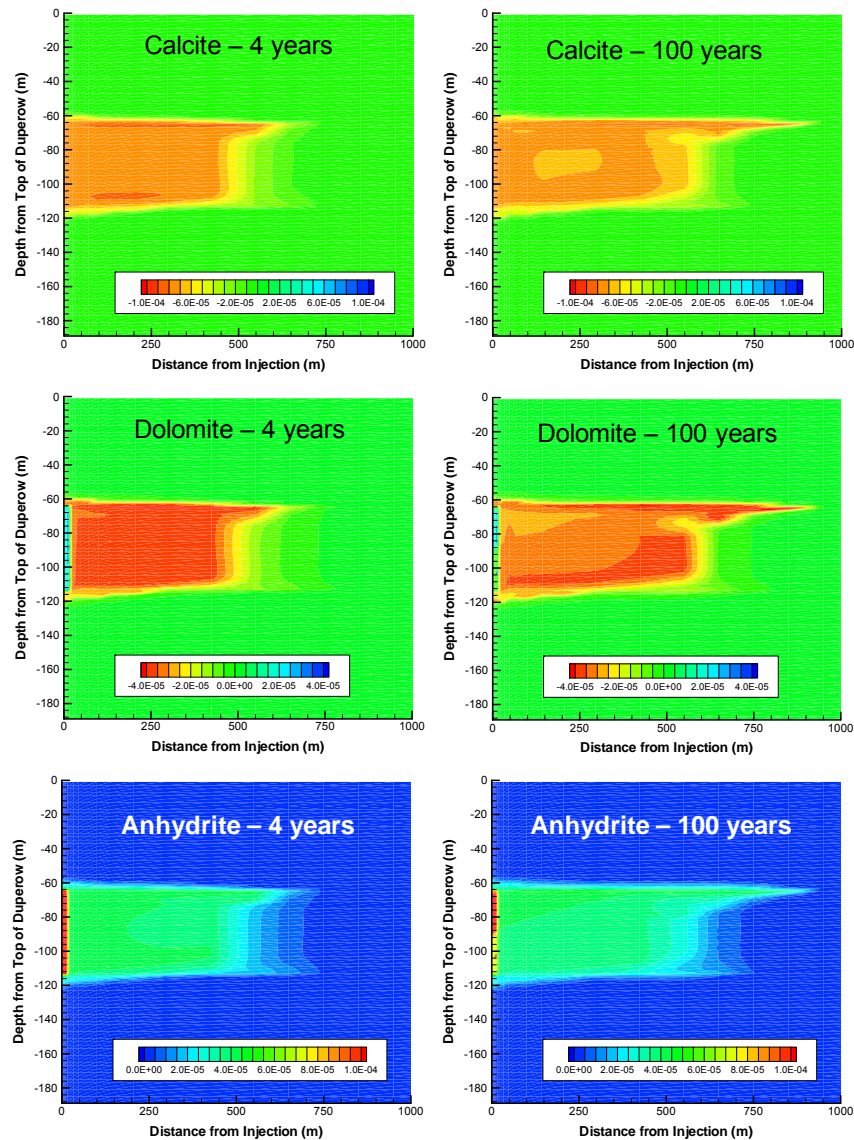 Calcite – 4 years
Depth from Top of Duperow (m)
0
-20
-40
-60
-80
-100
-120
-140
-160
-180
-1.0E-04 -6.0E-05 -2.0E-05 2.0E-05 6.0E-05 1.0E-04
0 250 500 750 1000
Distance from Injection (m)
Calcite – 100 years
Depth from Top of Duperow (m)
0
-20
-40
-60
-80
-100
-120
-140
-160
-180
-1.0E-04 -6.0E-05 -2.0E-05 2.0E-05 6.0E-05 1.0E-04
0 250 500 750 1000
Distance from Injection (m)
Dolomite – 4 years
Depth from Top of Duperow (m)
0
-20
-40
-60
-80
-100
-120
-140
-160
-180
-4.0E-05 -2.0E-05 0.0E+00 2.0E-05 4.0E-05
0 250 500 750 1000
Distance from Injection (m)
Dolomite – 100 years
Depth from Top of Duperow (m)
0
-20
-40
-60
-80
-100
-120
-140
-160
-180
-4.0E-05 -2.0E-05 0.0E+00 2.0E-05 4.0E-05
0 250 500 750 1000
Distance from Injection (m)
Anhydrite – 4 years
Depth from Top of Duperow (m)
0
-20
-40
-60
-80
-100
-120
-140
-160
-180
0.0E+00 2.0E-05 4.0E-05 6.0E-05 8.0E-05 1.0E-04
0 250 500 750 1000
Distance from Injection (m)
Anhydrite – 100 years
Depth from Top of Duperow (m)
0
-20
-40
-60
-80
-100
-120
-140
-160
-180
0.0E+00 2.0E-05 4.0E-05 6.0E-05 8.0E-05 1.0E-04
0 250 500 750 1000
Distance from Injection (m)